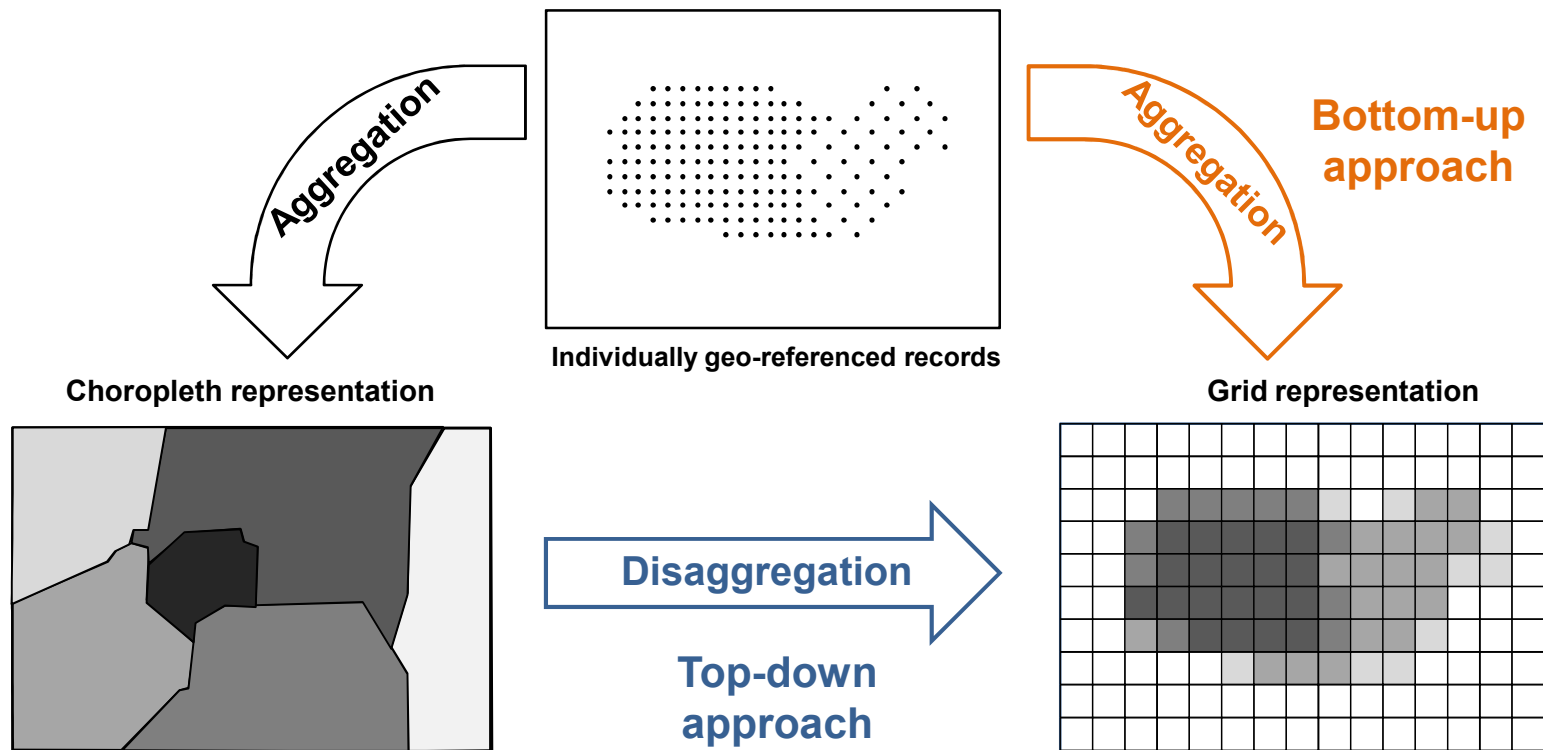 Aggregation
Aggregation
Bottom-up
approach
Individually geo-referenced records
Choropleth representation
Grid representation
Disaggregation
Top-down
approach